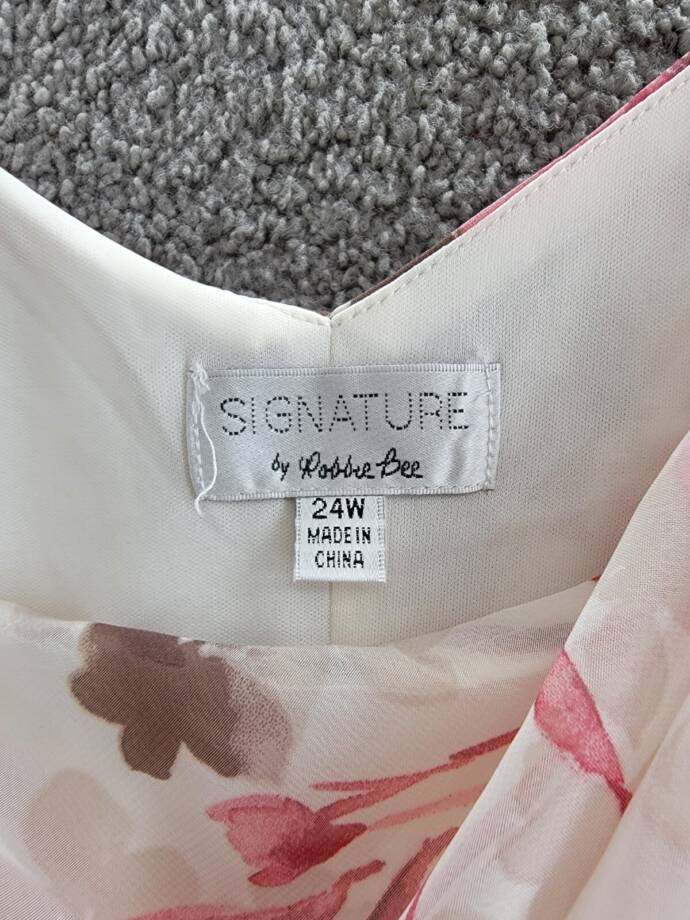 SIGNATURE
by Robbie Bee
24W
MADE IN
CHINA